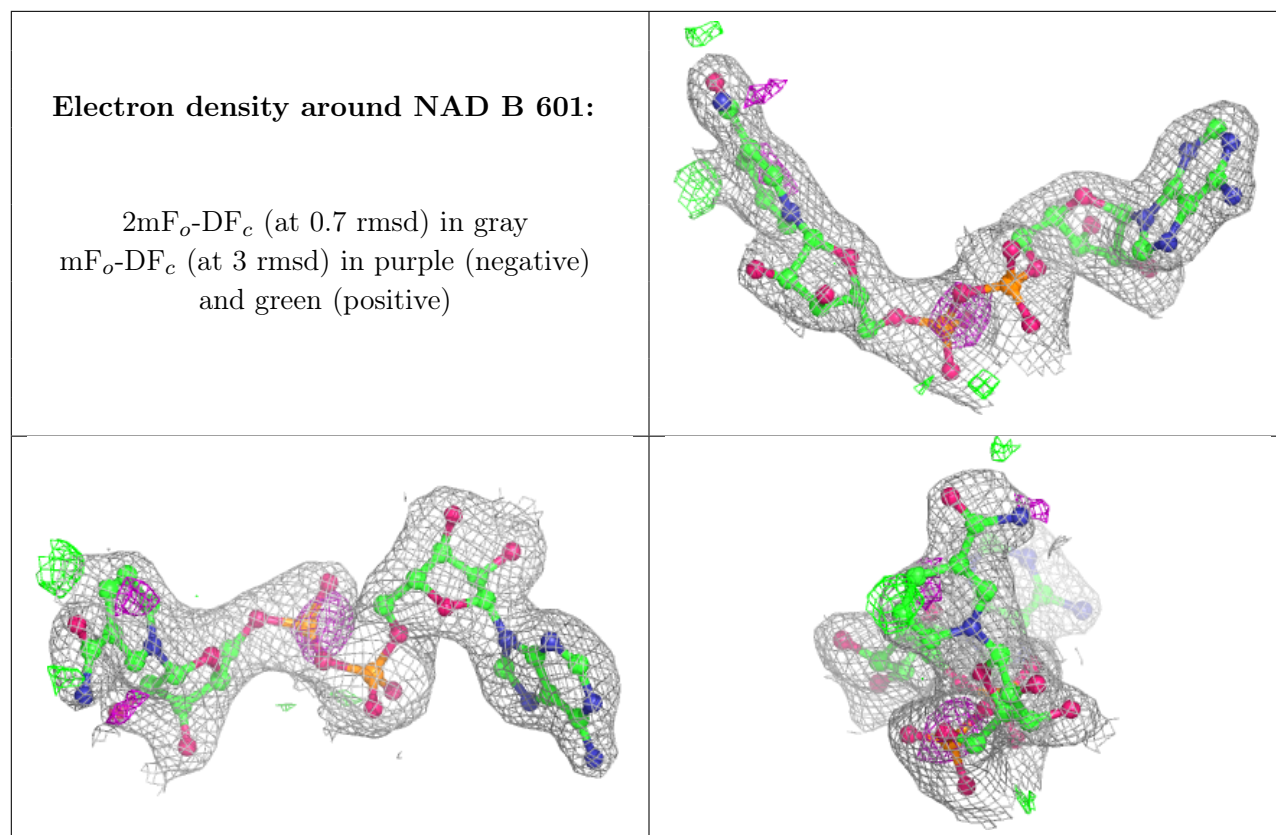 Electron density around NAD B 601:
2mFo-DFc (at 0.7 rmsd) in gray
mFo-DFc (at 3 rmsd) in purple (negative)
and green (positive)